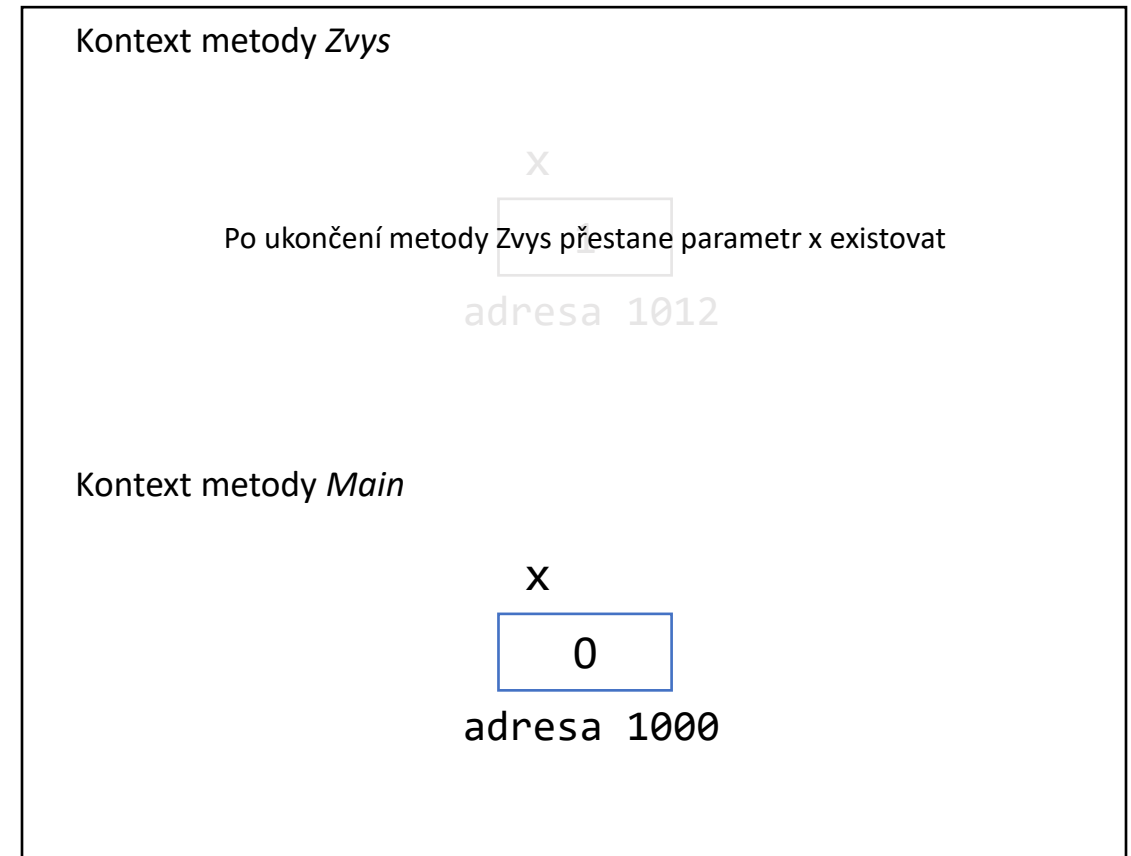 Kontext metody Zvys
x
Po ukončení metody Zvys přestane parametr x existovat
adresa 1012
Kontext metody Main
x
0
adresa 1000